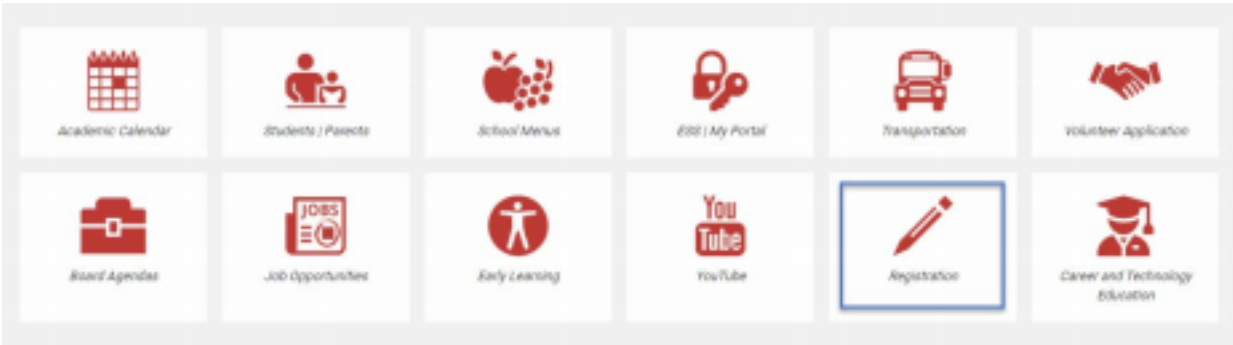 Academic Calendar
Students | Parents
School Menus
ESS | My Portal
Transportation
Volunteer Application
Board Agendas
JOBS
Job Opportunities
Early Learning
You
Tube
YouTube
Registration
Career and Technology
Education